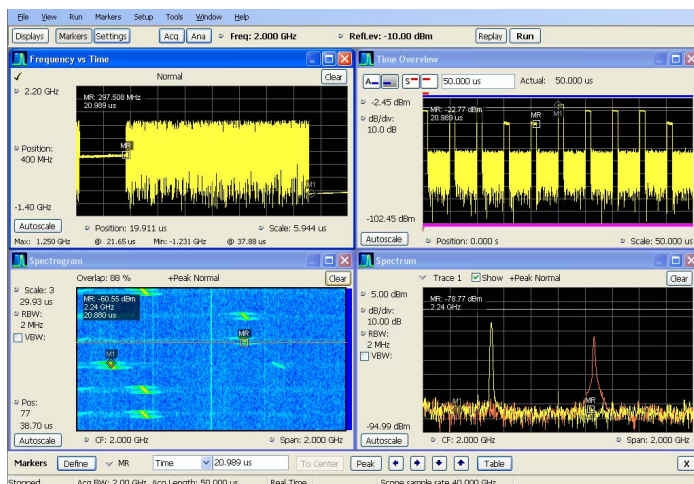 File View Run Markers Setup Tools Window Help
Displays Markers Settings Acq Ana Freq: 2.000 GHz RefLev: -10.00 dBm Replay Run
Frequency vs Time
Normal Clear
2.20 GHz
MR: 297.508 MHz
20.989 us
Position:
400 MHz
MR
M1
-1.40 GHz
Autoscale Position: 19.911 us Scale: 5.944 us
Max: 1.250 GHz @ 21.65 us Min: -1.231 GHz @ 37.88 us
Time Overview
A S 50.000 us Actual: 50.000 us
-2.45 dBm
MR: -22.77 dBm
20.989 us
dB/div:
10.0 dB
MR
M1
-102.45 dBm
Autoscale Position: 0.000 s Scale: 50.000 us
Spectrogram
Overlap: 88 % +Peak Normal Clear
Scale: 3
29.93 us
MR: -60.55 dBm
2.24 GHz
20.880 us
RBW:
2 MHz
VBW:
MR
M1
Pos:
77
38.70 us
Autoscale CF: 2.000 GHz Span: 2.000 GHz
Spectrum
Trace 1 Show +Peak Normal Clear
5.00 dBm
MR: -78.77 dBm
2.24 GHz
dB/div:
10.00 dB
RBW:
2 MHz
VBW:
M1
MR
-94.99 dBm
Autoscale CF: 2.000 GHz Span: 2.000 GHz
Markers Define MR Time 20.989 us To Center Peak Table X
Stopped Acq BW: 2.00 GHz, Acq Length: 50.000 us Real Time Scope sample rate 40.000 GHz